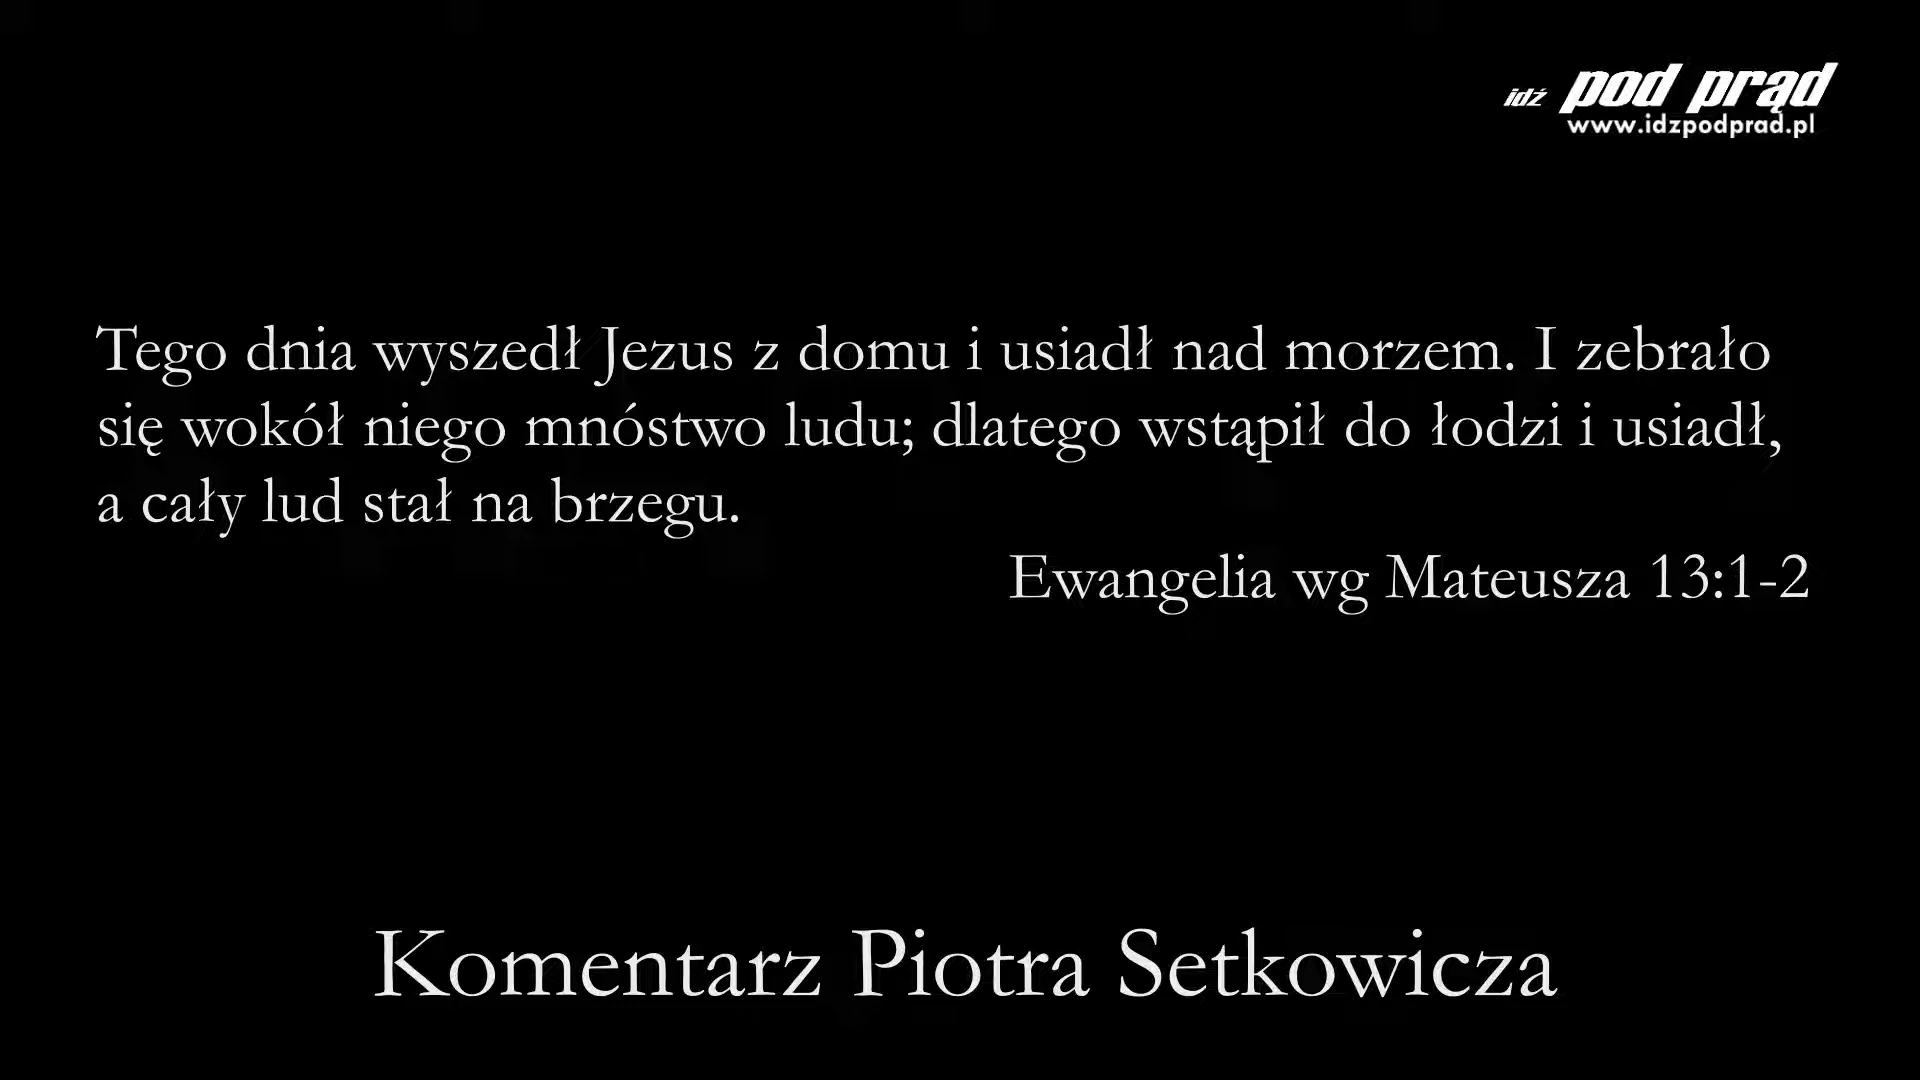 idź pod prąd
www.idzpodprad.pl
Tego dnia wyszedł Jezus z domu i usiadł nad morzem. I zebrało
się wokół niego mnóstwo ludu; dlatego wstąpił do łodzi i usiadł,
a cały lud stał na brzegu.
Ewangelia wg Mateusza 13:1-2
Komentarz Piotra Setkowicza